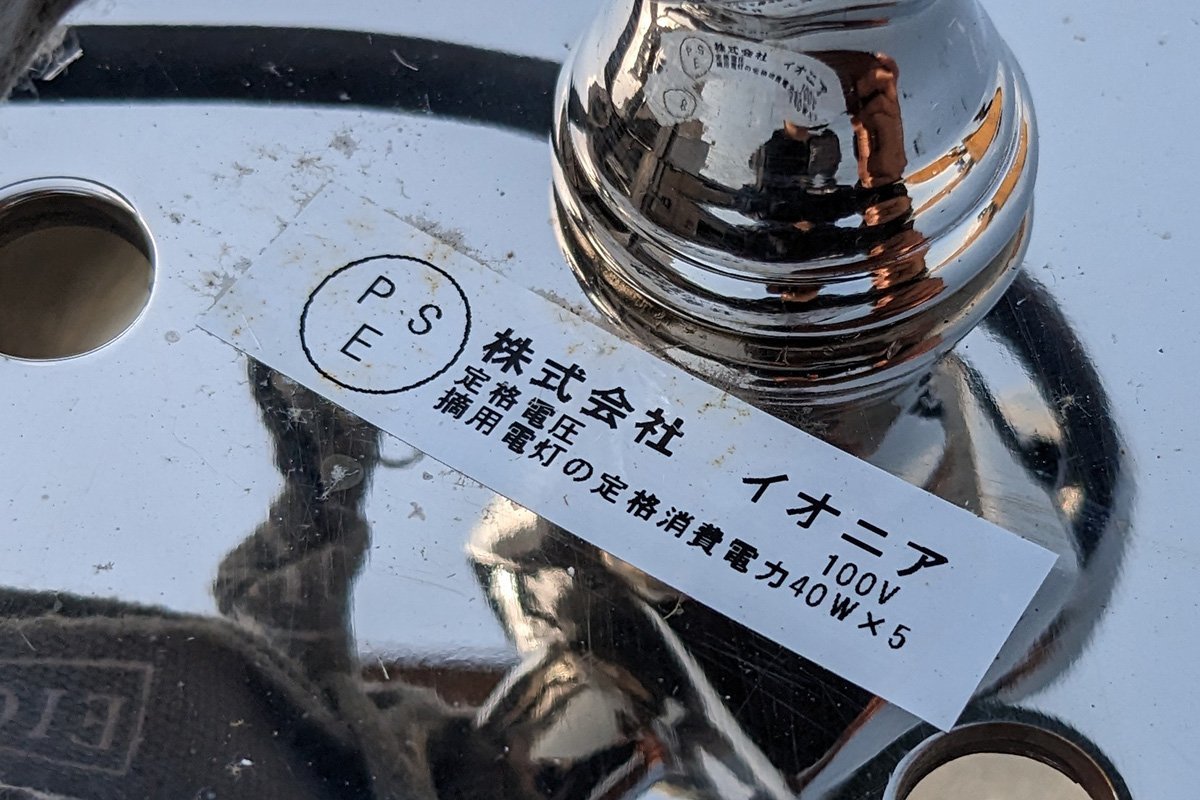 PS
E
株式会社 イオニア
定格電圧 100V
摘用電灯の定格消費電力40W×5